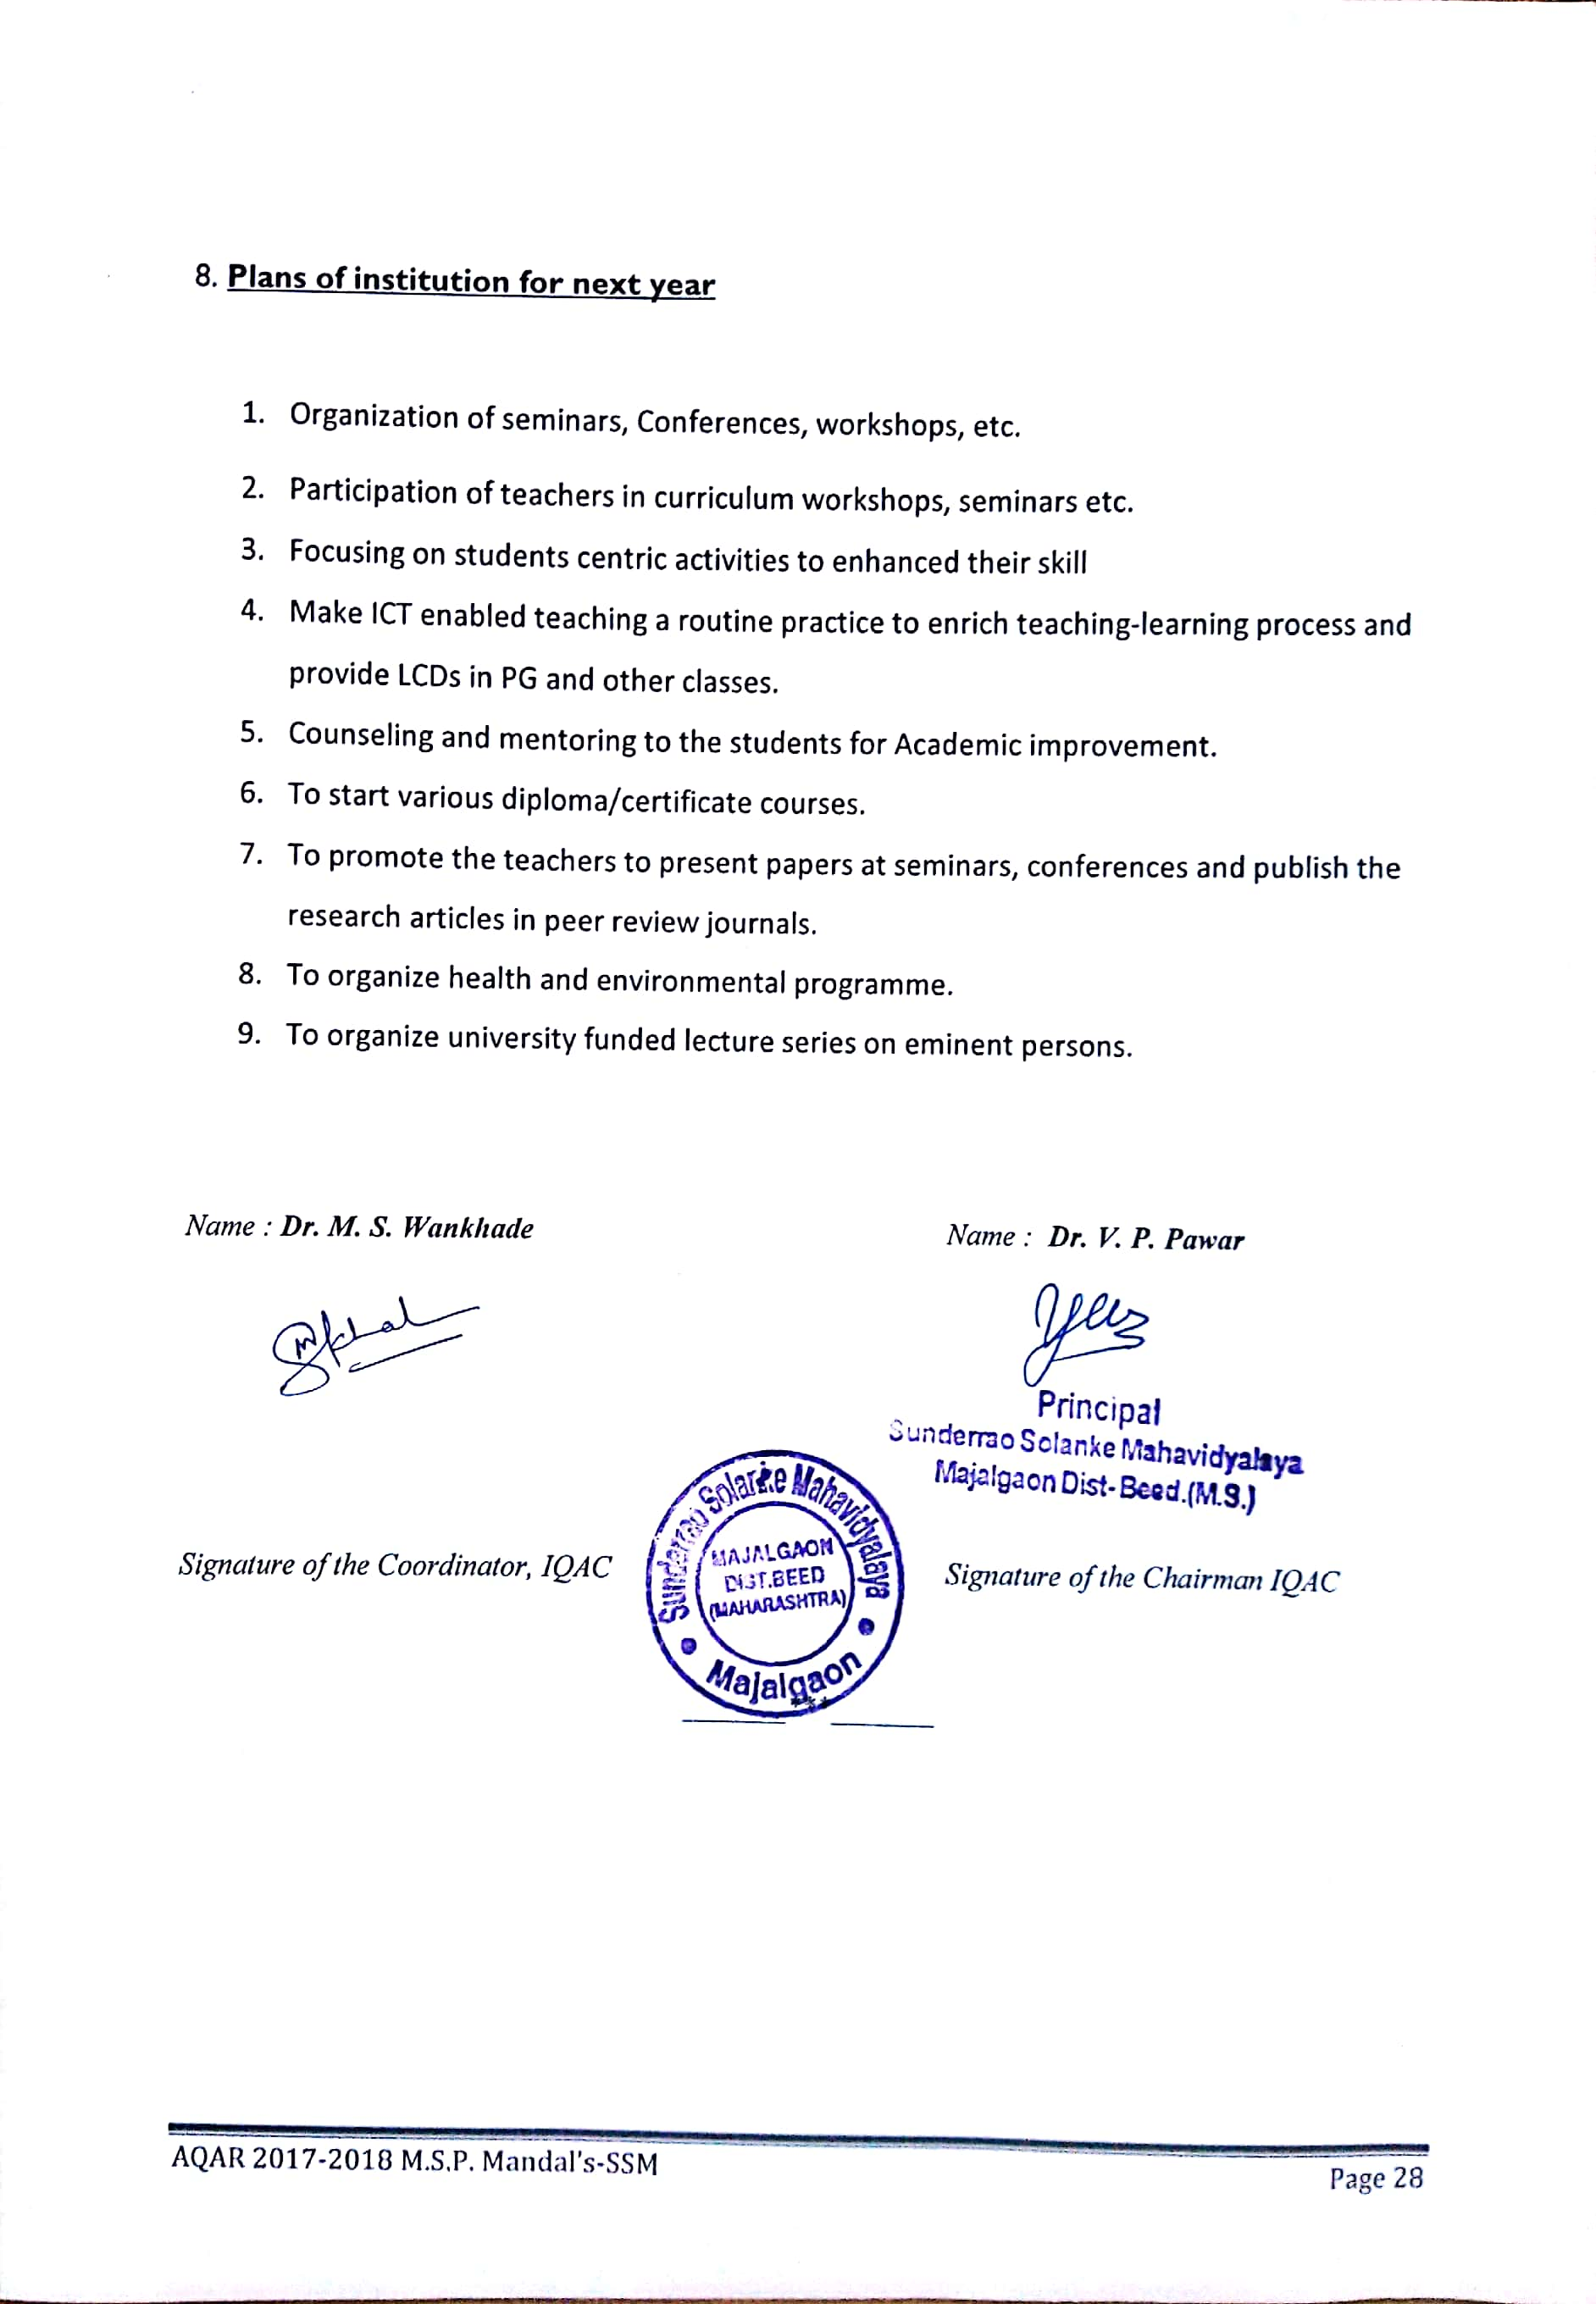 8. Plans of institution for next year
1. Organization of seminars, Conferences, workshops, etc.
2. Participation of teachers in curriculum workshops, seminars etc.
3. Focusing on students centric activities to enhanced their skill
4. Make ICT enabled teaching a routine practice to enrich teaching-learning process and
provide LCDs in PG and other classes.
5. Counseling and mentoring to the students for Academic improvement.
6. To start various diploma/certificate courses.
7. To promote the teachers to present papers at seminars, conferences and publish the
research articles in peer review journals.
8. To organize health and environmental programme.
9. To organize university funded lecture series on eminent persons.
Name : Dr. M. S. Wankhade
Name : Dr. V. P. Pawar
Principal
Sunderrao Solanke Mahavidyalaya
Majalgaon Dist-Beed.(M.S.)
Signature of the Coordinator, IQAC
Sunderrao Solanke Mahavidyalaya
MAJALGAON
DIST.BEED
(MAHARASHTRA)
Majalgaon
Signature of the Chairman IQAC
***
AQAR 2017-2018 M.S.P. Mandal's-SSM
Page 28